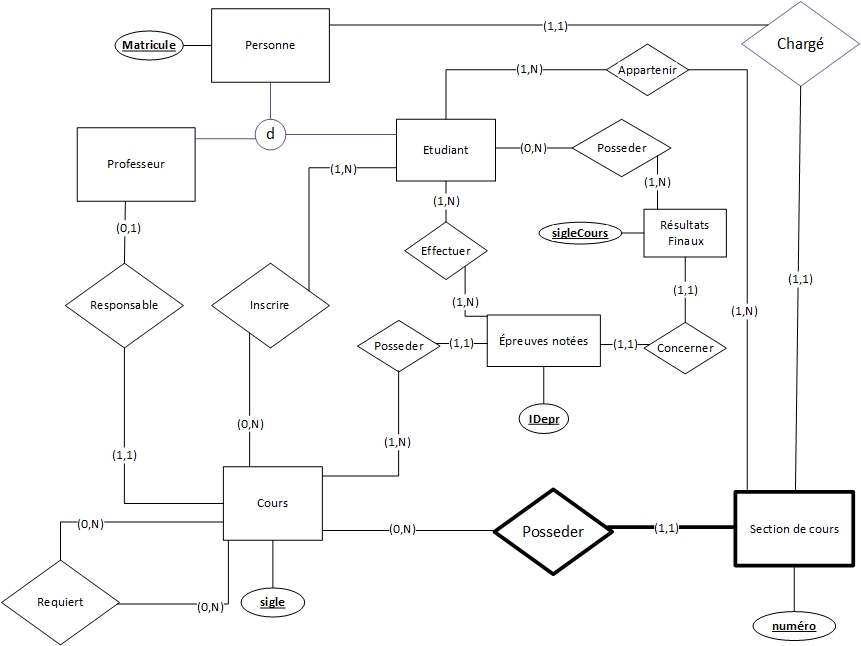 (1,1)
Chargé
Matricule
Personne
(1,N)
Appartenir
d
Professeur
Etudiant
(0,N)
Posseder
(1,N)
(1,N)
(1,N)
(0,1)
sigleCours
Résultats
Finaux
Effectuer
(1,1)
(1,1)
Responsable
Inscrire
(1,N)
(1,N)
Posseder
(1,1)
Épreuves notées
(1,1)
Concerner
IDepr
(0,N)
(1,N)
(1,1)
Cours
(0,N)
(0,N)
Posseder
(1,1)
Section de cours
Requiert
(0,N)
sigle
numéro